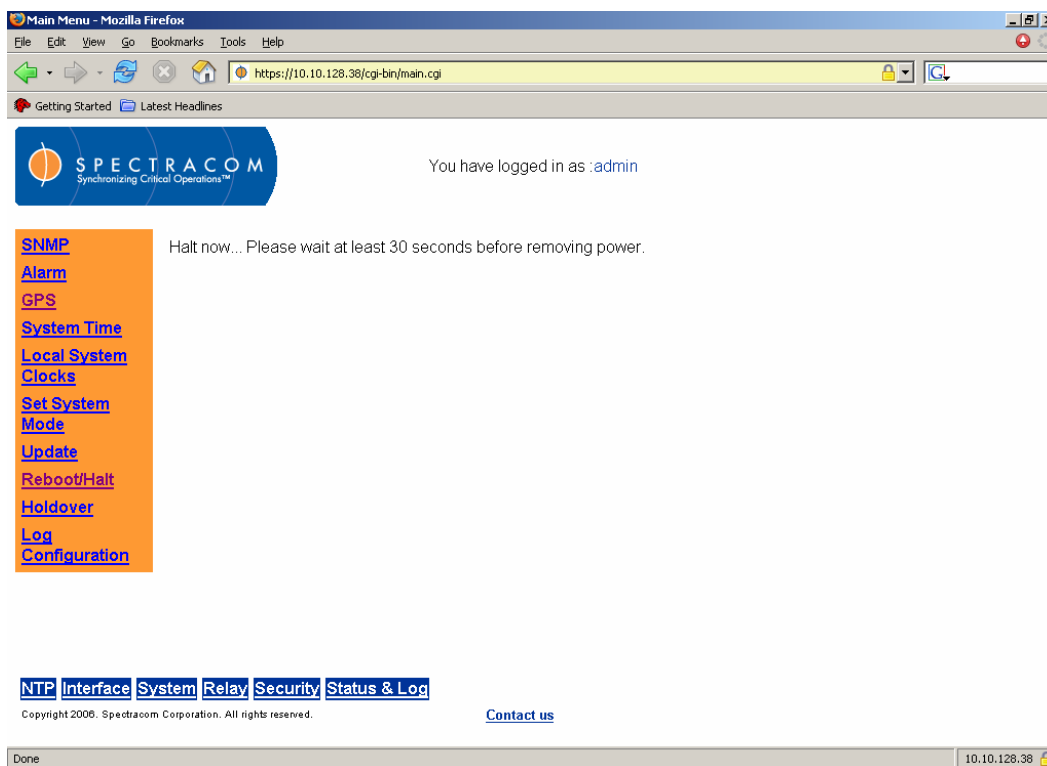 Main Menu - Mozilla Firefox
File Edit View Go Bookmarks Tools Help
https://10.10.128.38/cgi-bin/main.cgi
G
Getting Started Latest Headlines
SPECTRACOM
Synchronizing Critical Operations™
You have logged in as :admin
SNMP
Halt now... Please wait at least 30 seconds before removing power.
Alarm
GPS
System Time
Local System
Clocks
Set System
Mode
Update
Reboot/Halt
Holdover
Log
Configuration
NTP Interface System Relay Security Status & Log
Copyright 2006. Spectracom Corporation. All rights reserved.
Contact us
Done
10.10.128.38